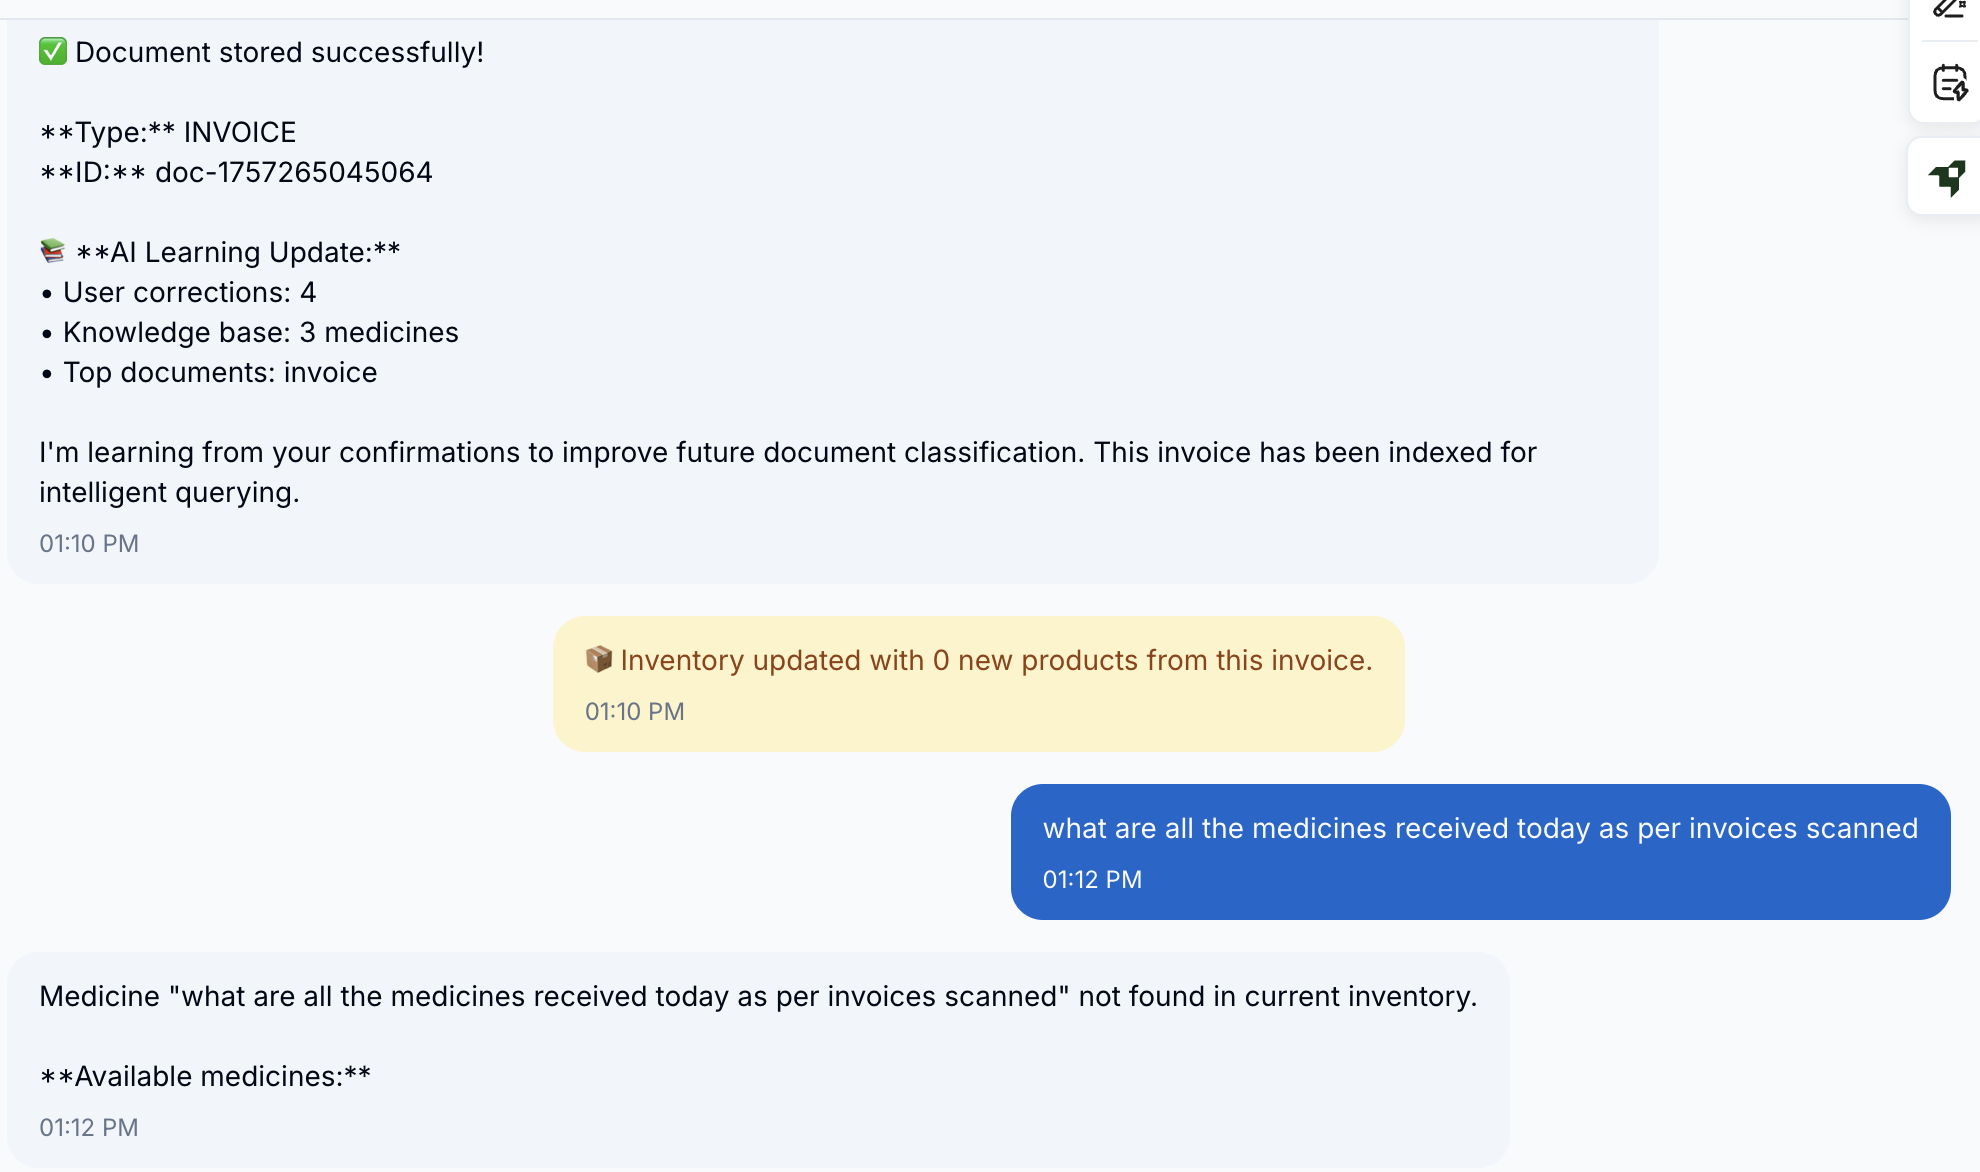 ✅ Document stored successfully!
**Type:** INVOICE
**ID:** doc-1757265045064
📚 **AI Learning Update:**
• User corrections: 4
• Knowledge base: 3 medicines
• Top documents: invoice
I'm learning from your confirmations to improve future document classification. This invoice has been indexed for
intelligent querying.
01:10 PM
📦 Inventory updated with 0 new products from this invoice.
01:10 PM
what are all the medicines received today as per invoices scanned
01:12 PM
Medicine "what are all the medicines received today as per invoices scanned" not found in current inventory.
**Available medicines:**
01:12 PM